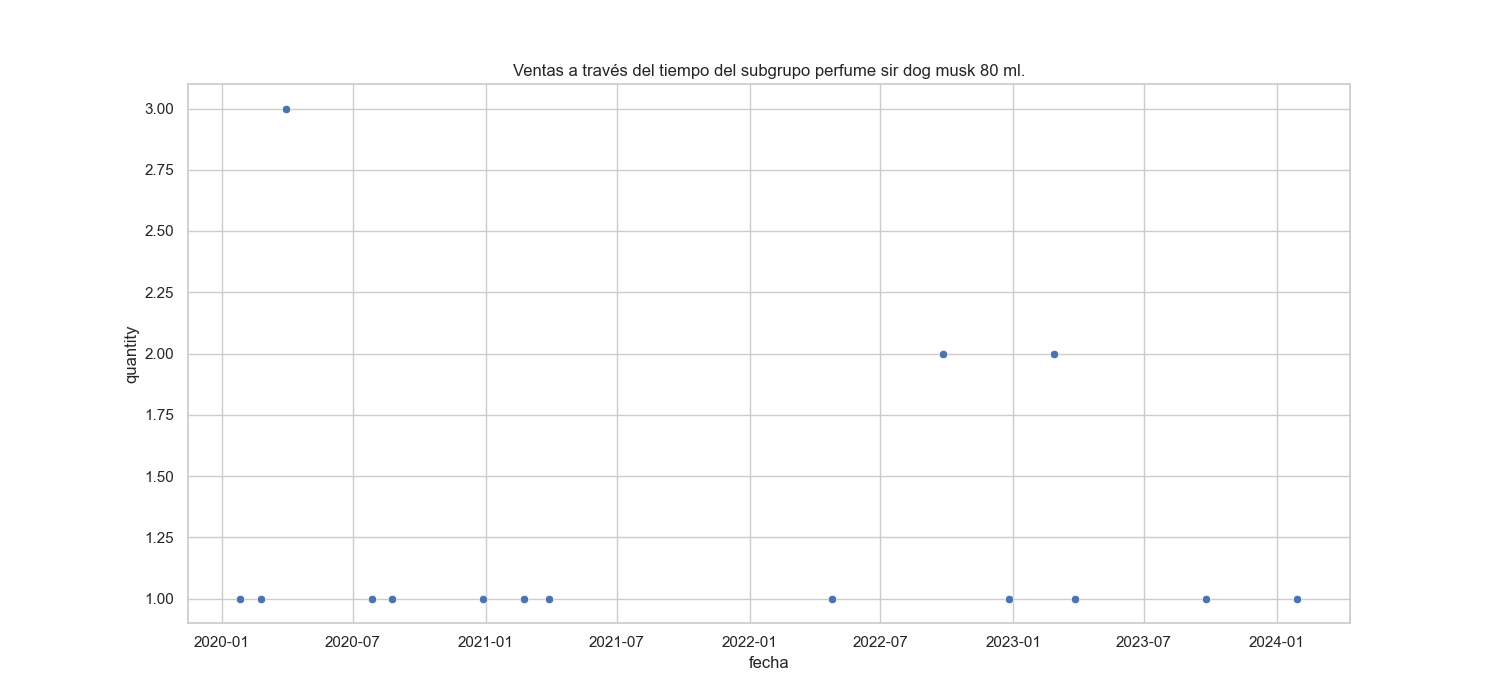 Ventas a través del tiempo del subgrupo perfume sir dog musk 80 ml.
3.00
2.75
2.50
2.25
2.00
1.75
1.50
1.25
1.00
quantity
2020-01 2020-07 2021-01 2021-07 2022-01 2022-07 2023-01 2023-07 2024-01
fecha